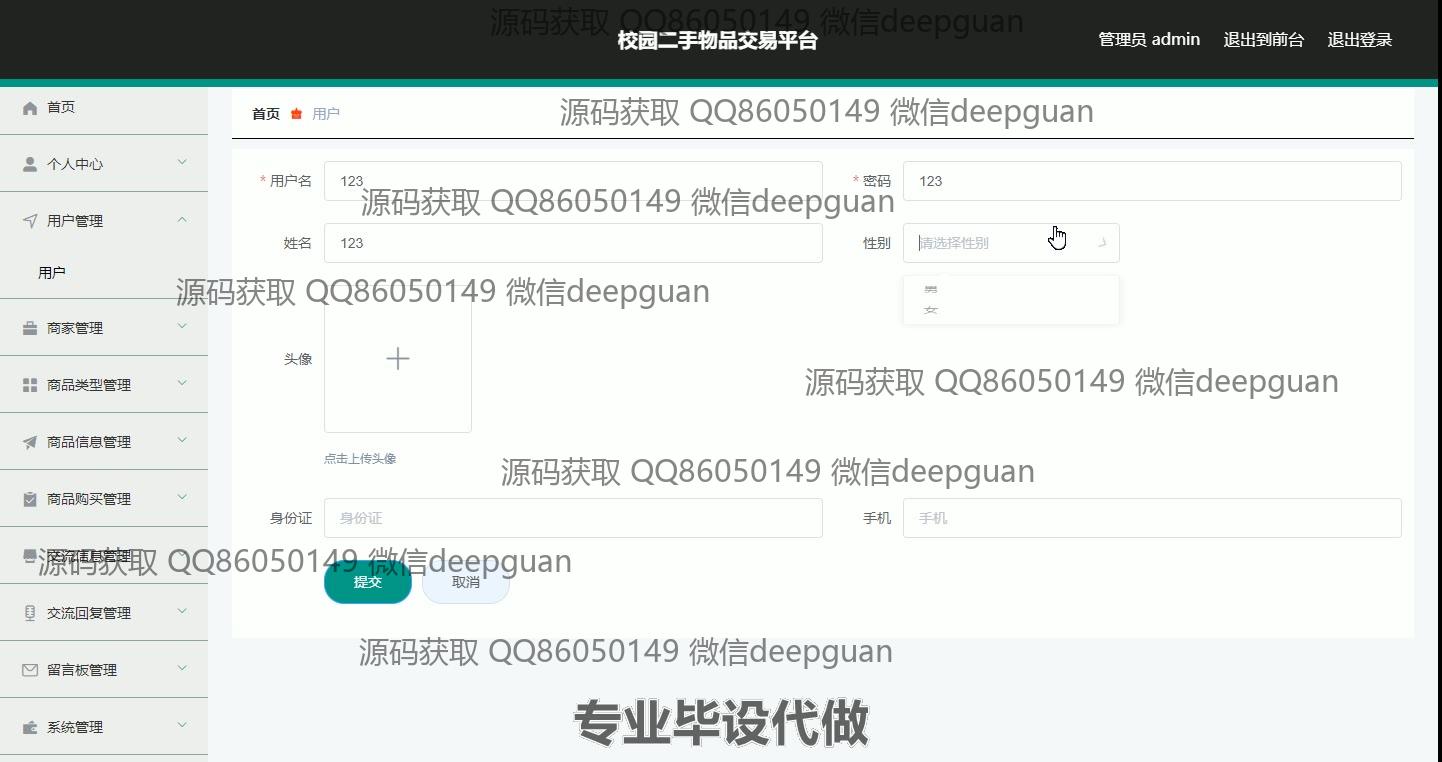 源码获取 QQ86050149 微信deepguan
校园二手物品交易平台
管理员 admin 退出到前台 退出登录
首页
首页 用户
源码获取 QQ86050149 微信deepguan
个人中心
* 用户名 123
* 密码 123
源码获取 QQ86050149 微信deepguan
用户管理
姓名 123
性别 请选择性别
用户
源码获取 QQ86050149 微信deepguan
男
女
商家管理
头像
商品类型管理
源码获取 QQ86050149 微信deepguan
商品信息管理
点击上传头像
源码获取 QQ86050149 微信deepguan
商品购买管理
身份证 身份证
手机 手机
交流信息管理
源码获取 QQ86050149 微信deepguan
提交 取消
交流回复管理
源码获取 QQ86050149 微信deepguan
留言板管理
系统管理
专业毕设代做